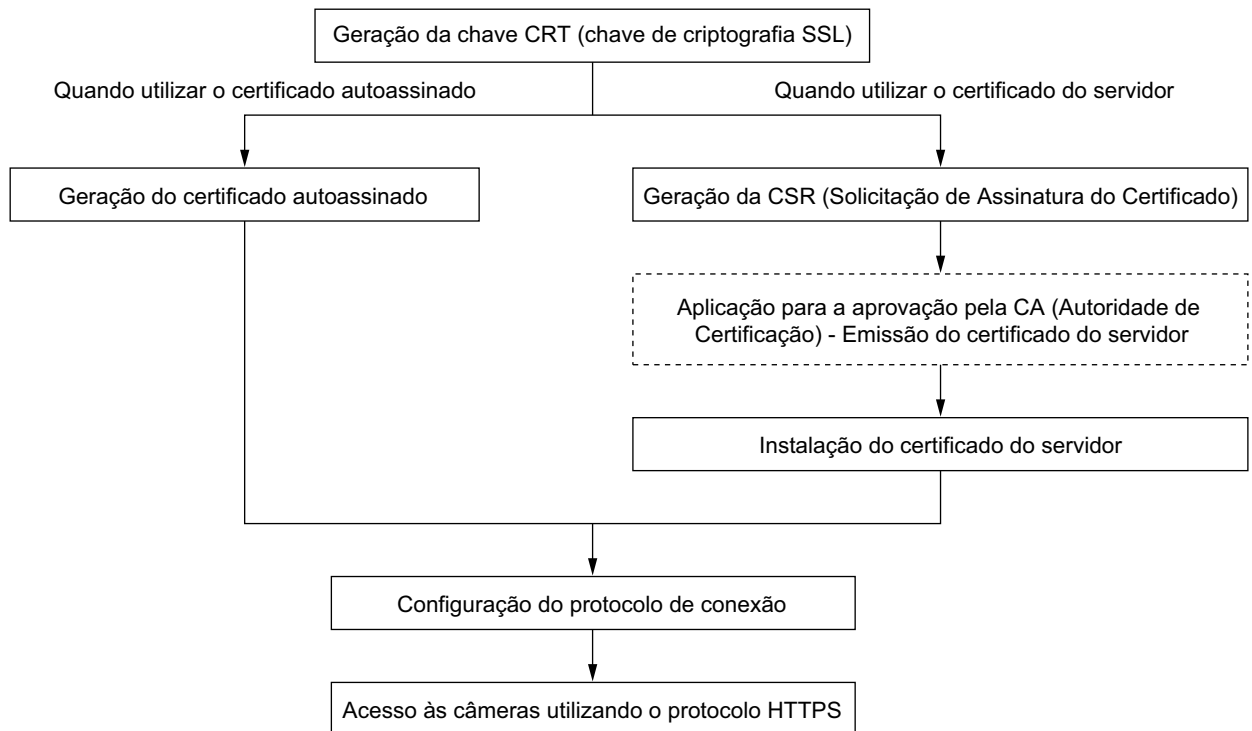 Geração da chave CRT (chave de criptografia SSL)
Quando utilizar o certificado autoassinado
Quando utilizar o certificado do servidor
Geração do certificado autoassinado
Geração da CSR (Solicitação de Assinatura do Certificado)
Aplicação para a aprovação pela CA (Autoridade de
Certificação) - Emissão do certificado do servidor
Instalação do certificado do servidor
Configuração do protocolo de conexão
Acesso às câmeras utilizando o protocolo HTTPS